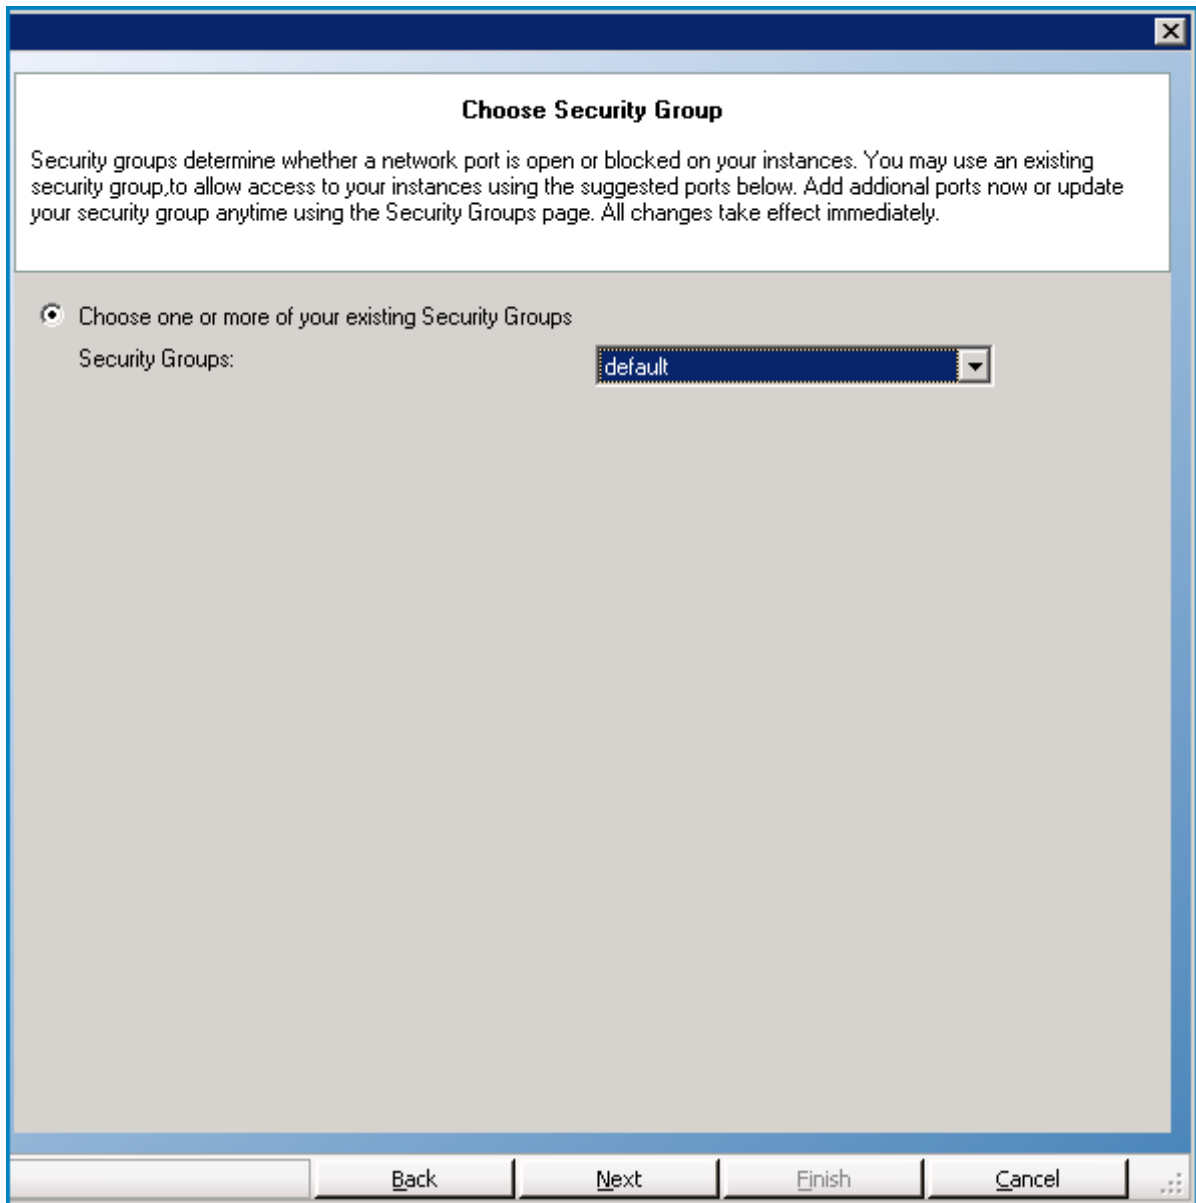 Choose Security Group
Security groups determine whether a network port is open or blocked on your instances. You may use an existing
security group,to allow access to your instances using the suggested ports below. Add addional ports now or update
your security group anytime using the Security Groups page. All changes take effect immediately.
Choose one or more of your existing Security Groups
Security Groups:
default
Back
Next
Finish
Cancel